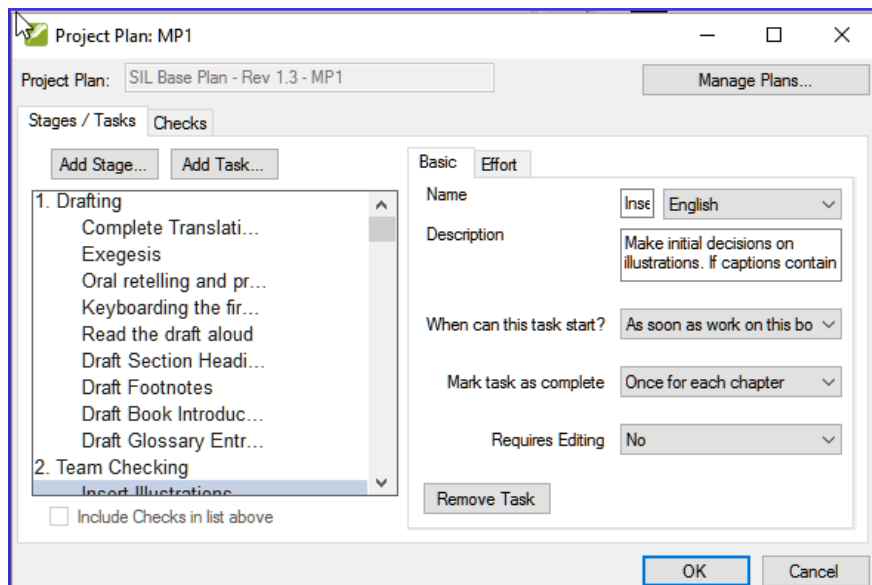 Project Plan: MP1
Project Plan: SIL Base Plan - Rev 1.3 - MP1 Manage Plans...
Stages / Tasks Checks
Add Stage... Add Task...
1. Drafting
Complete Translati...
Exegesis
Oral retelling and pr...
Keyboarding the fir...
Read the draft aloud
Draft Section Headi...
Draft Footnotes
Draft Book Introduc...
Draft Glossary Entr...
2. Team Checking
Insert Illustrations
Include Checks in list above
Basic Effort
Name Inse English
Description Make initial decisions on
illustrations. If captions contain
When can this task start? As soon as work on this bo
Mark task as complete Once for each chapter
Requires Editing No
Remove Task
OK Cancel